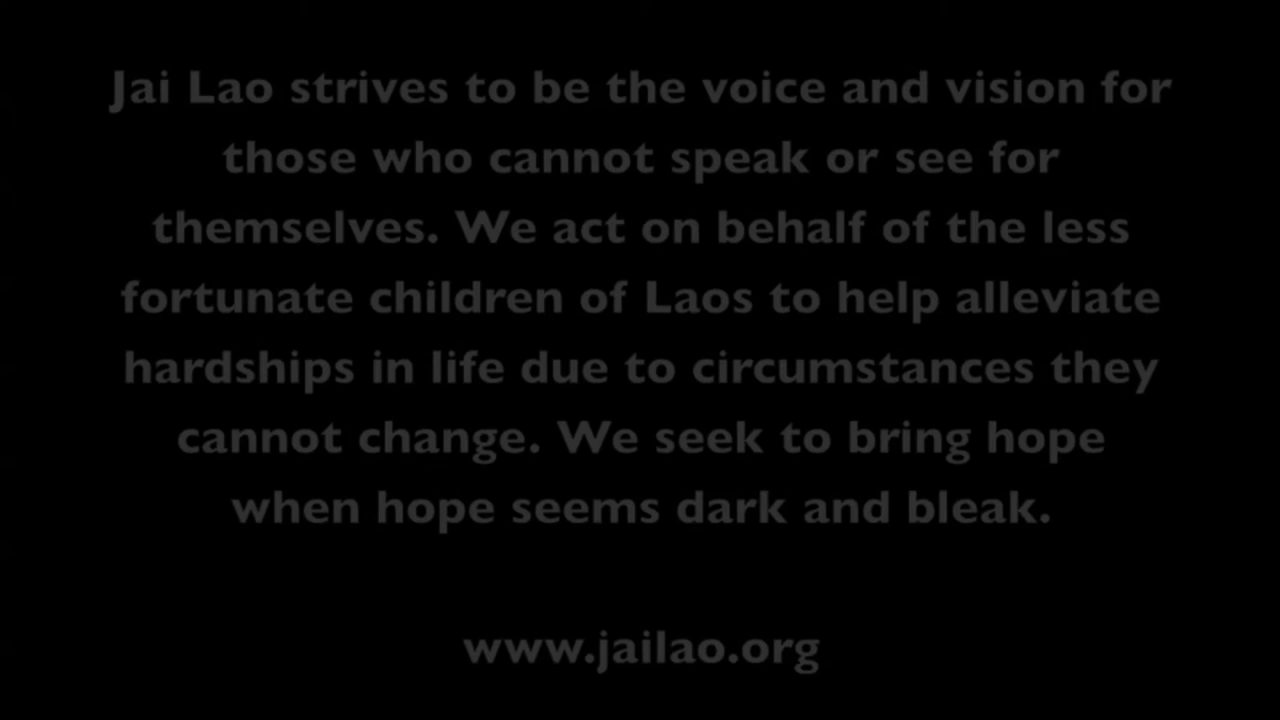 Jai Lao strives to be the voice and vision for
those who cannot speak or see for
themselves. We act on behalf of the less
fortunate children of Laos to help alleviate
hardships in life due to circumstances they
cannot change. We seek to bring hope
when hope seems dark and bleak.
www.jailao.org